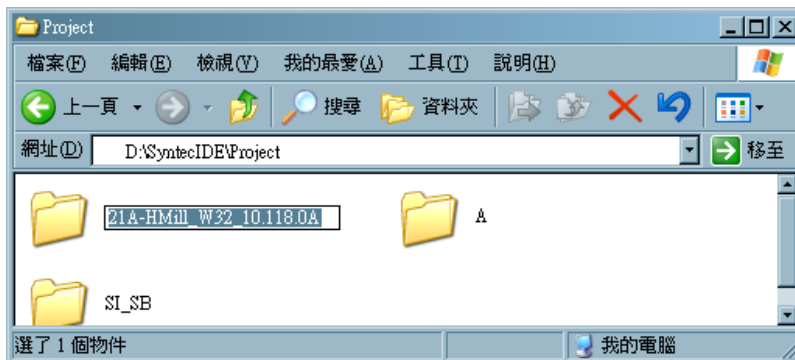 Project
檔案(F) 編輯(E) 檢視(V) 我的最愛(A) 工具(T) 說明(H)
上一頁 搜尋 資料夾
網址(D) D:\SyntecIDE\Project 移至
21A-HMill_W32_10.118.0A A
SI_SB
選了 1 個物件 我的電腦